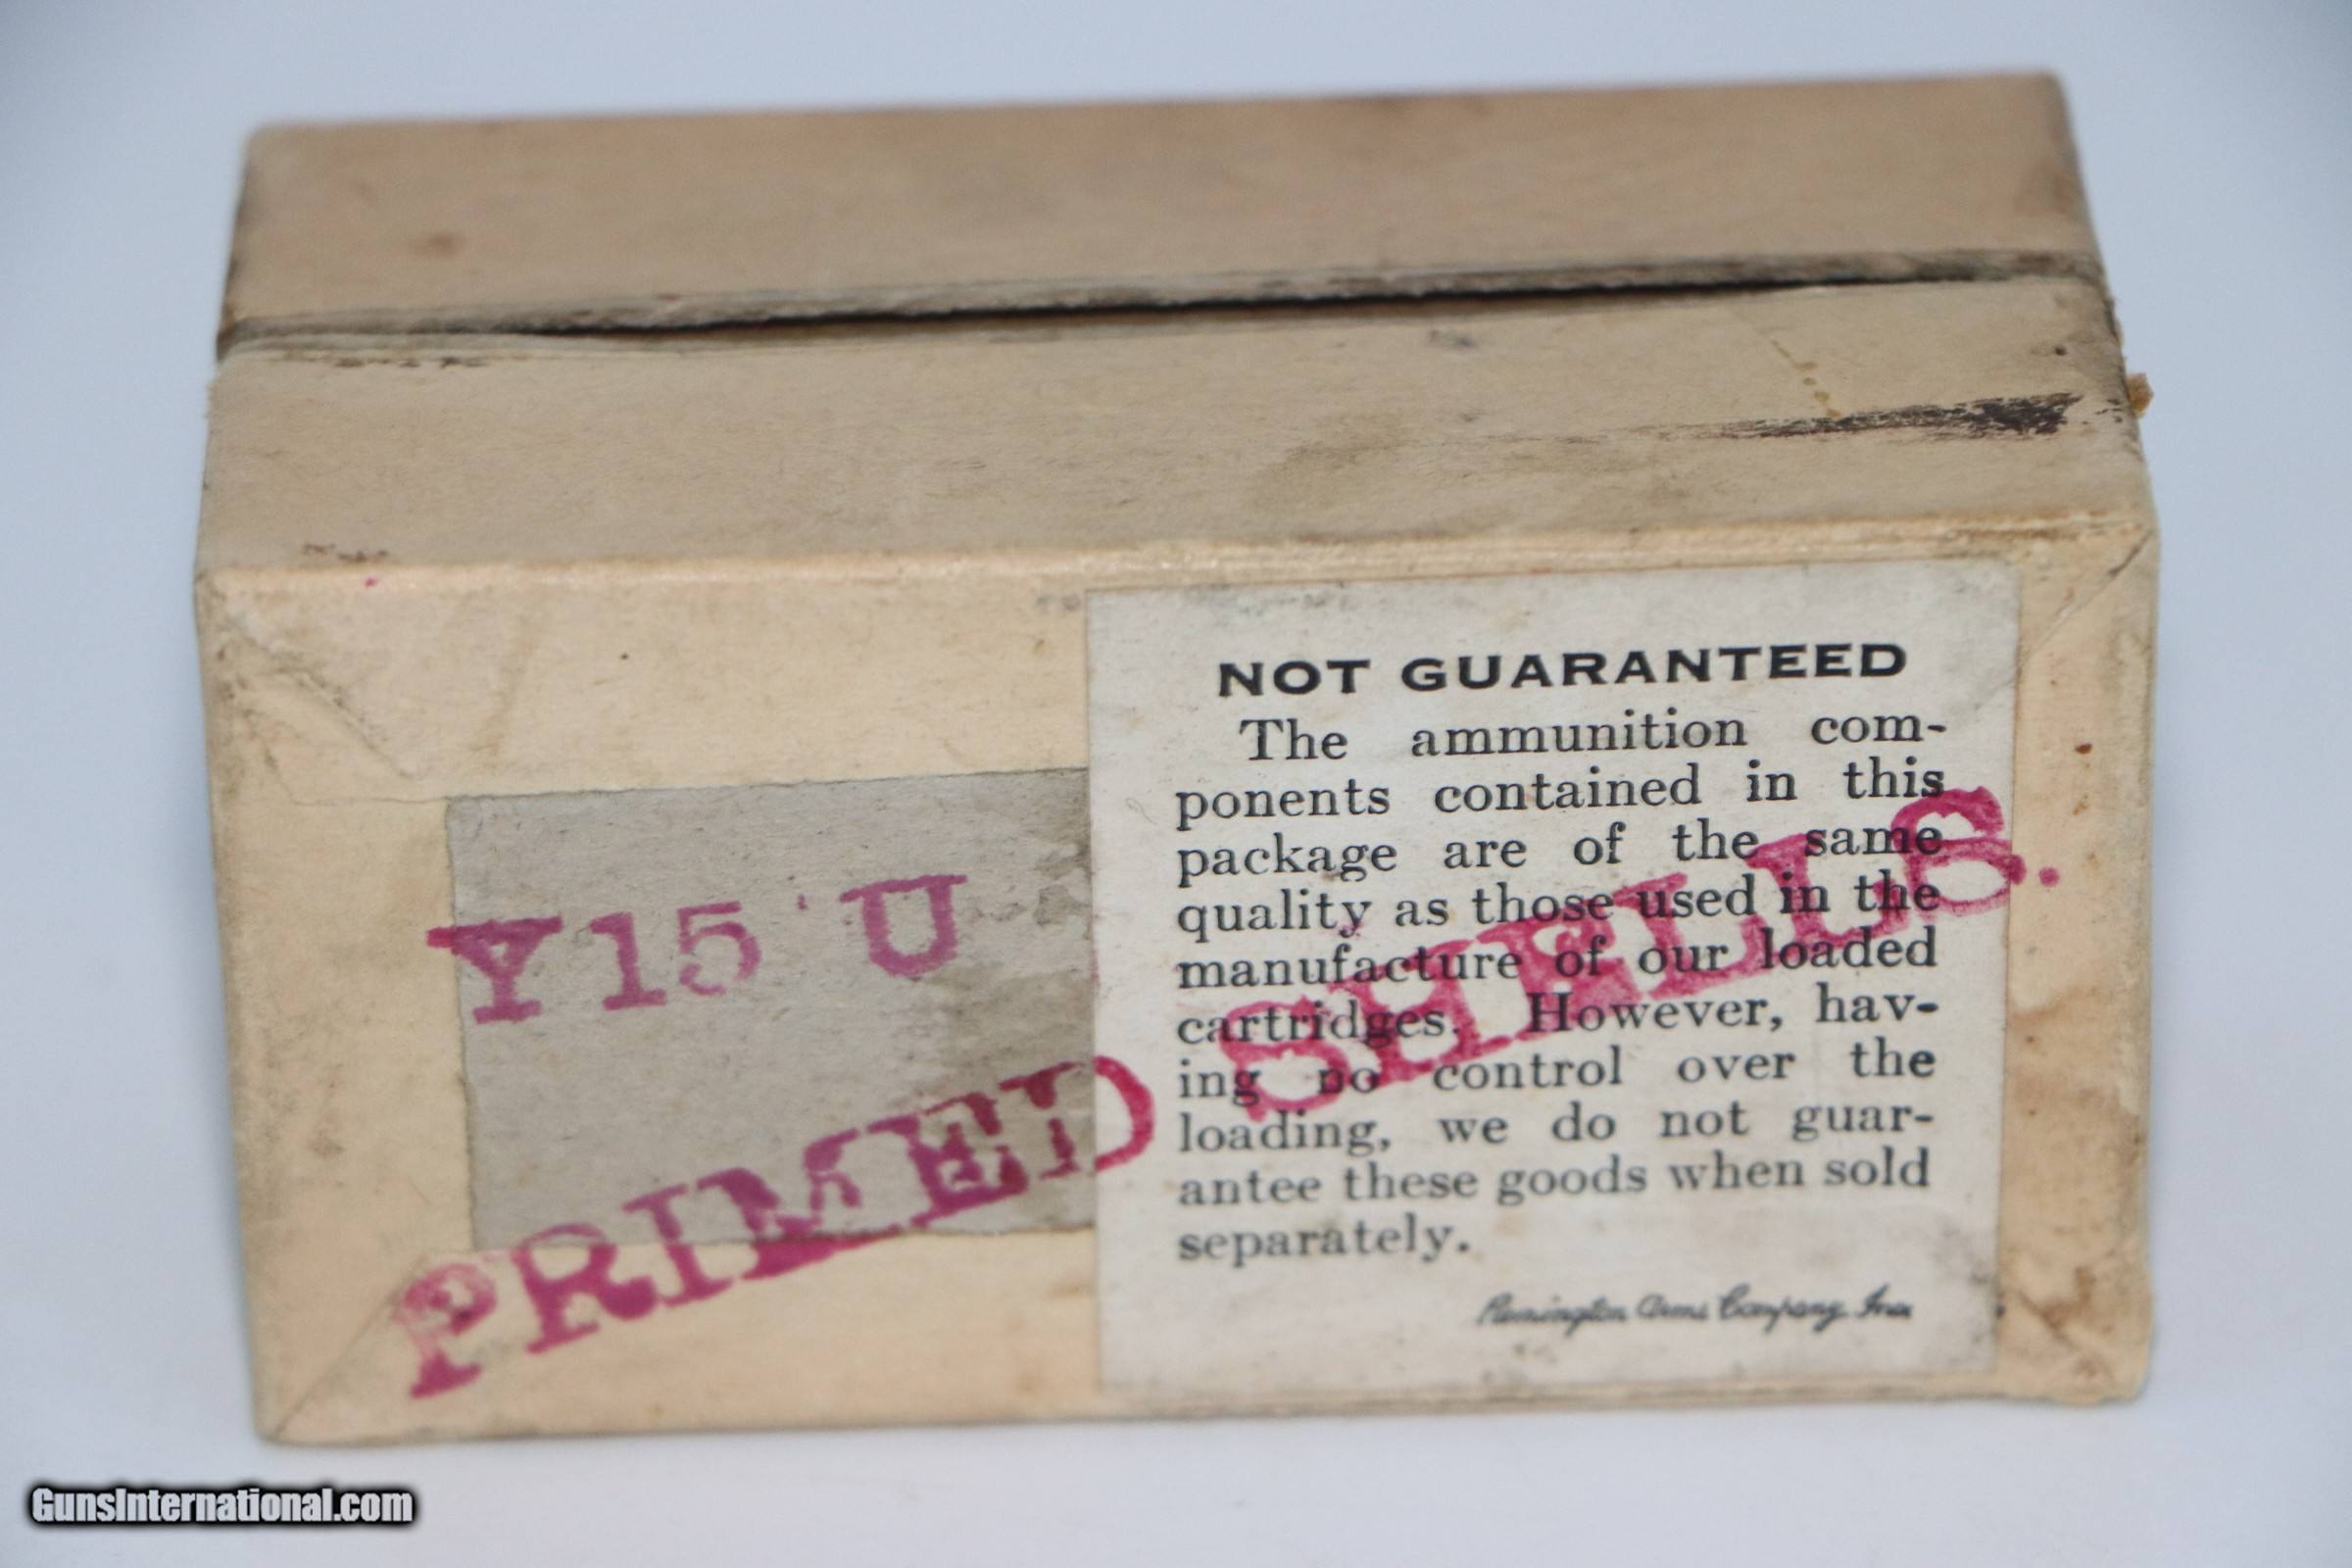 NOT GUARANTEED
The ammunition com-
ponents contained in this
package are of the same
quality as those used in the
manufacture of our loaded
cartridges. However, hav-
ing no control over the
loading, we do not guar-
antee these goods when sold
separately.
Remington Arms Company, Inc.
Y15 U
PRIMED SHELLS.
GunsInternational.com